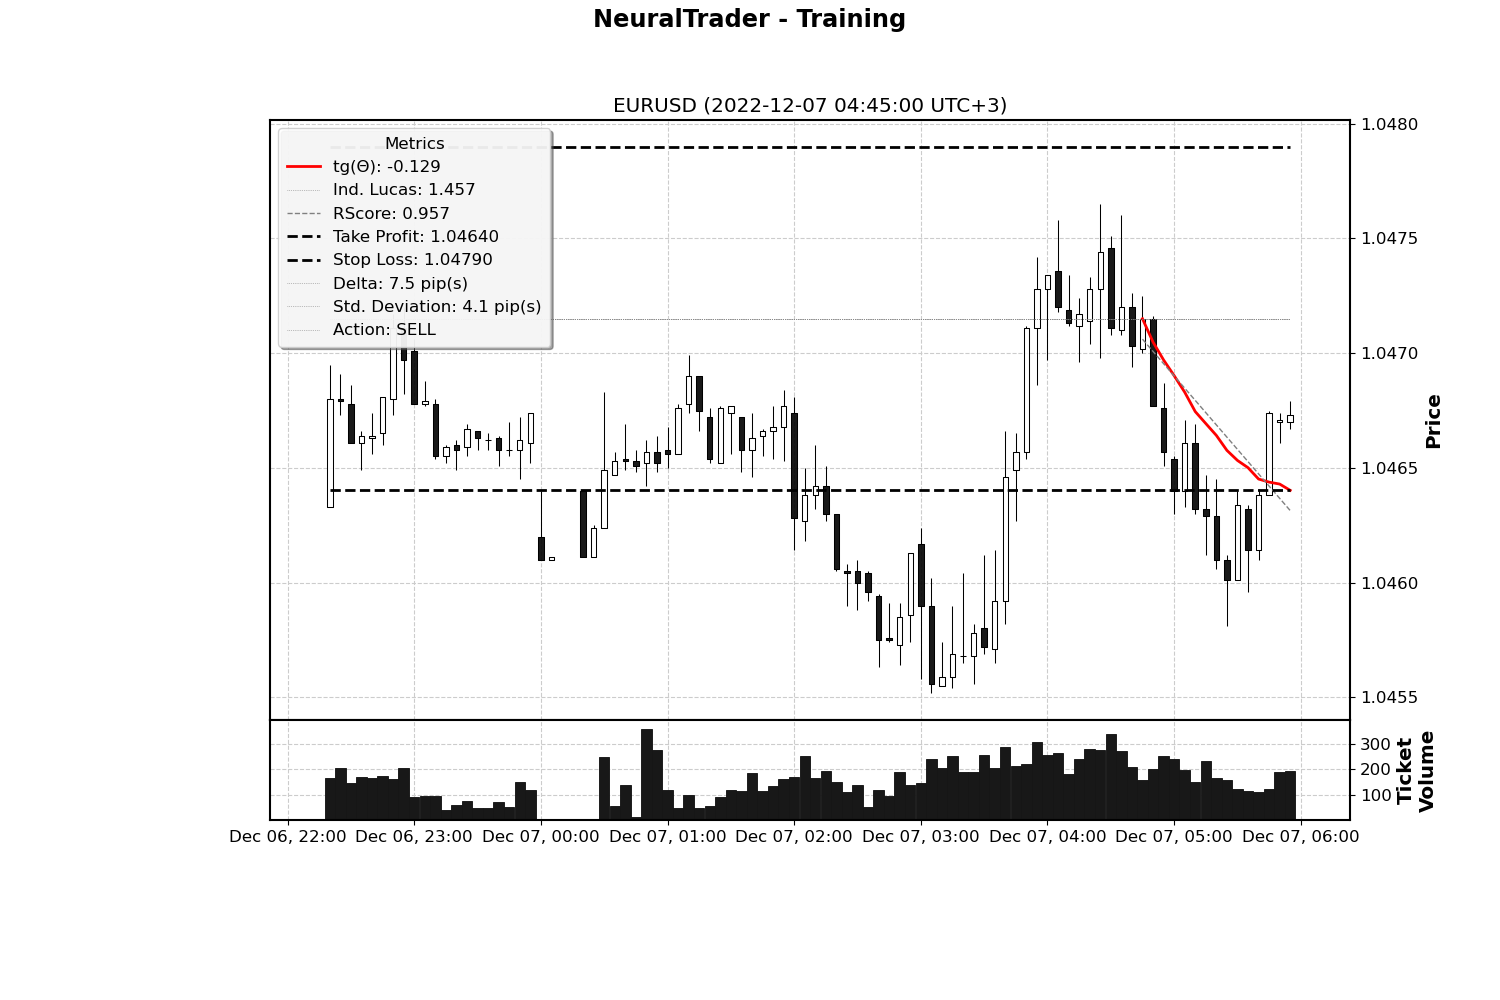 NeuralTrader - Training
EURUSD (2022-12-07 04:45:00 UTC+3)
Metrics
tg(Θ): -0.129
Ind. Lucas: 1.457
RScore: 0.957
Take Profit: 1.04640
Stop Loss: 1.04790
Delta: 7.5 pip(s)
Std. Deviation: 4.1 pip(s)
Action: SELL
1.0480
1.0475
1.0470
1.0465
1.0460
1.0455
Price
300
200
100
Ticket
Volume
Dec 06, 22:00 Dec 06, 23:00 Dec 07, 00:00 Dec 07, 01:00 Dec 07, 02:00 Dec 07, 03:00 Dec 07, 04:00 Dec 07, 05:00 Dec 07, 06:00